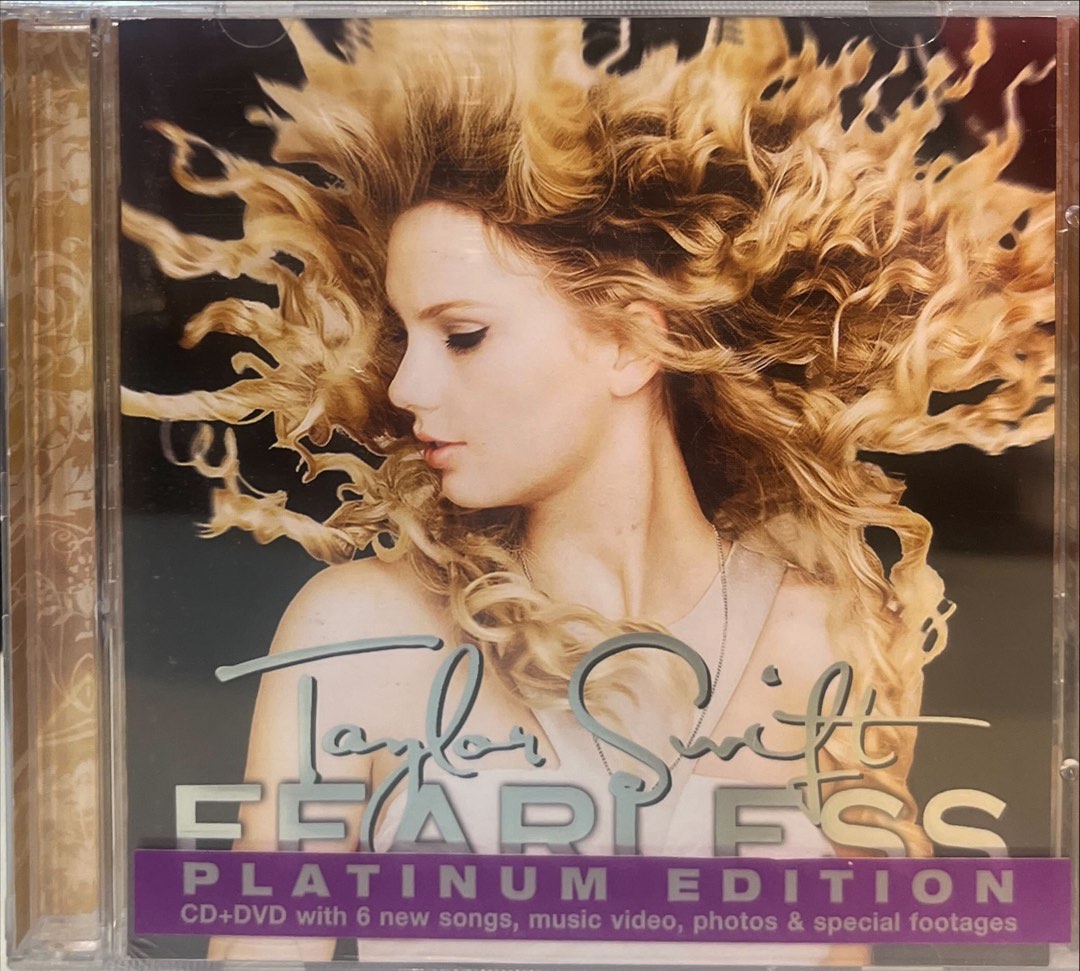 Taylor Swift
FEARLESS
PLATINUM EDITION
CD+DVD with 6 new songs, music video, photos & special footages